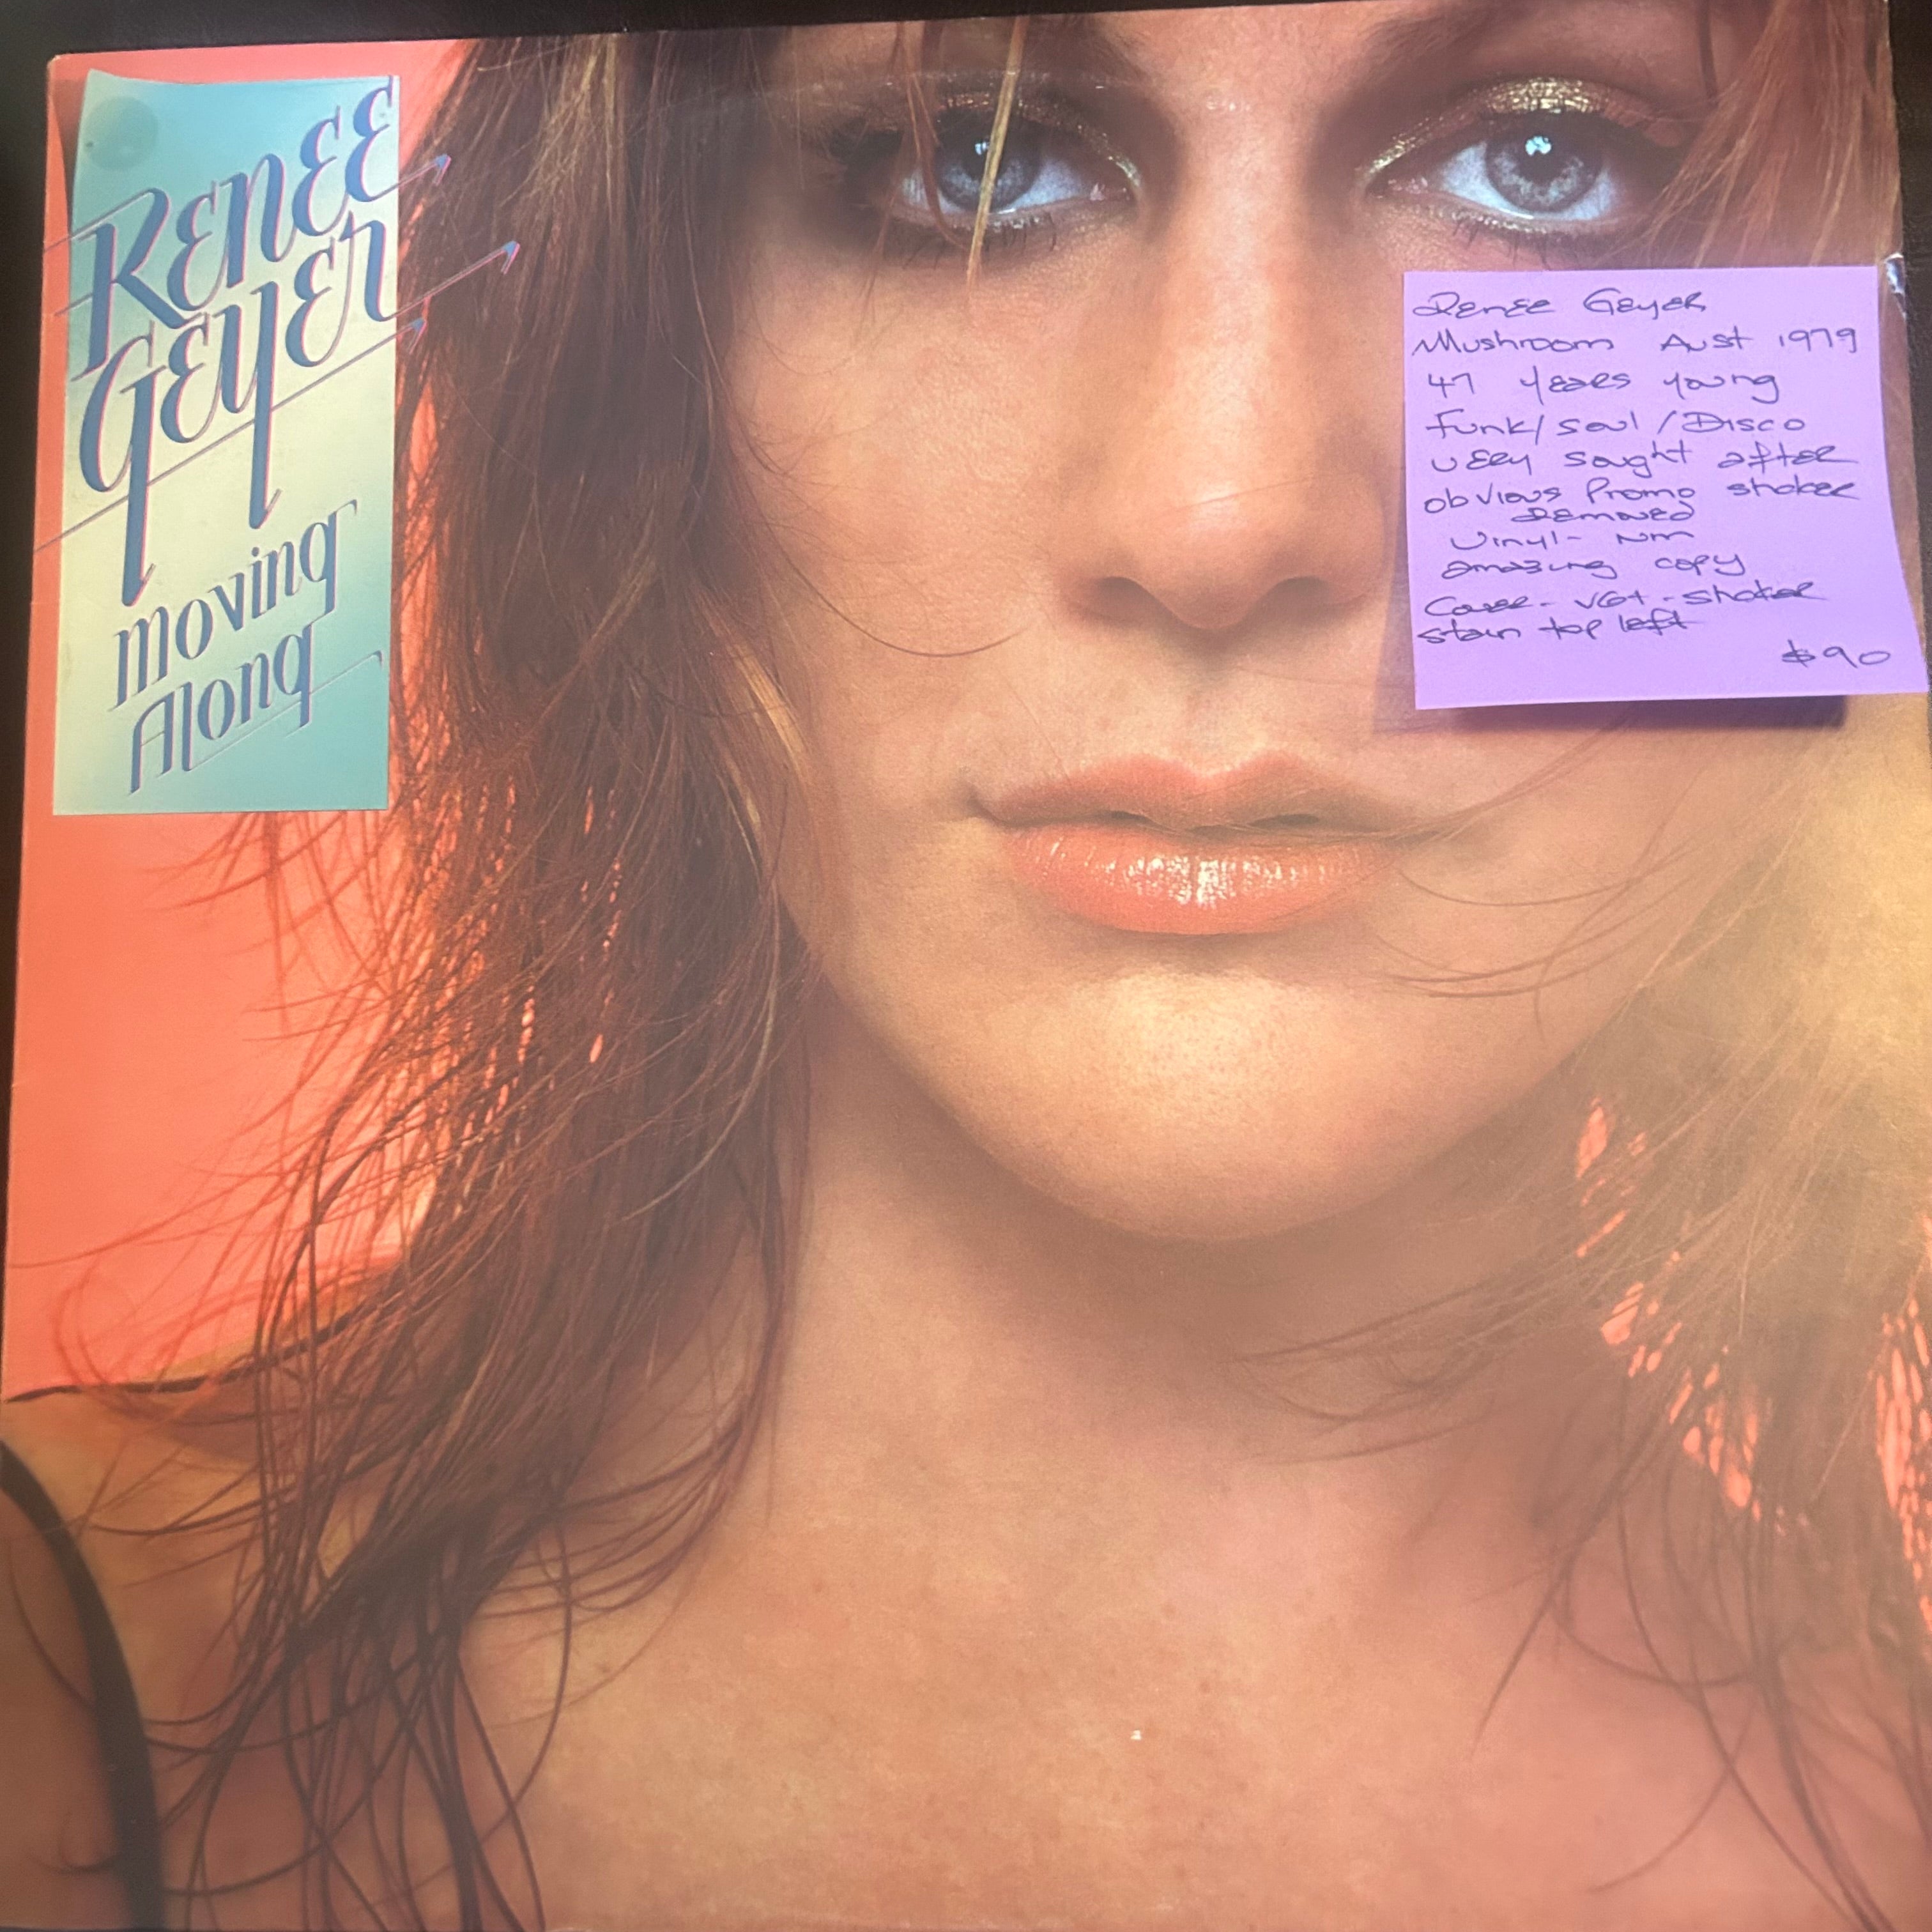 RENEE
GEYER
moving
Along
Renee Geyer
Mushroom Aust 1979
47 years young
Funk/soul/Disco
very sought after
obvious Promo sticker
removed
Vinyl - NM
amazing copy
Cover - VG+ - sticker
stain top left
$90